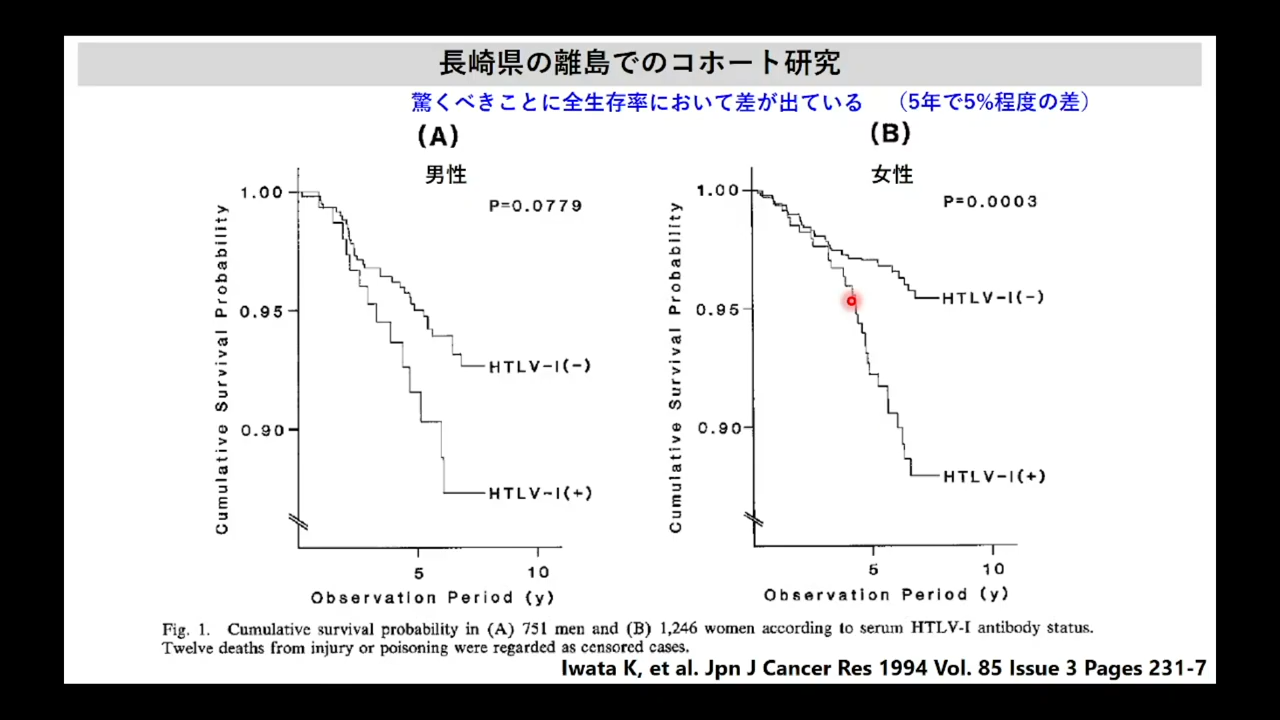 長崎県の離島でのコホート研究
驚くべきことに全生存率において差が出ている （5年で5%程度の差）
(A)
男性
P=0.0779
1.00
0.95
0.90
Cumulative Survival Probability
HTLV-I(-)
HTLV-I(+)
5
10
Observation Period (y)
(B)
女性
P=0.0003
1.00
0.95
0.90
Cumulative Survival Probability
HTLV-I(-)
HTLV-I(+)
5
10
Observation Period (y)
Fig. 1. Cumulative survival probability in (A) 751 men and (B) 1,246 women according to serum HTLV-I antibody status.
Twelve deaths from injury or poisoning were regarded as censored cases.
Iwata K, et al. Jpn J Cancer Res 1994 Vol. 85 Issue 3 Pages 231-7